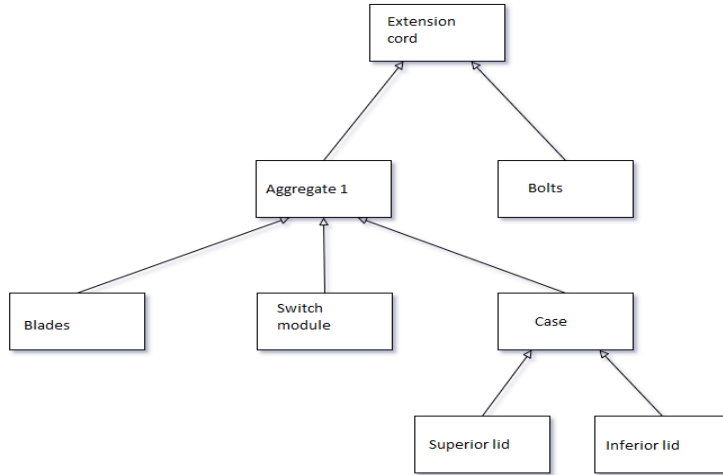 Extension
cord
Aggregate 1
Bolts
Blades
Switch
module
Case
Superior lid
Inferior lid